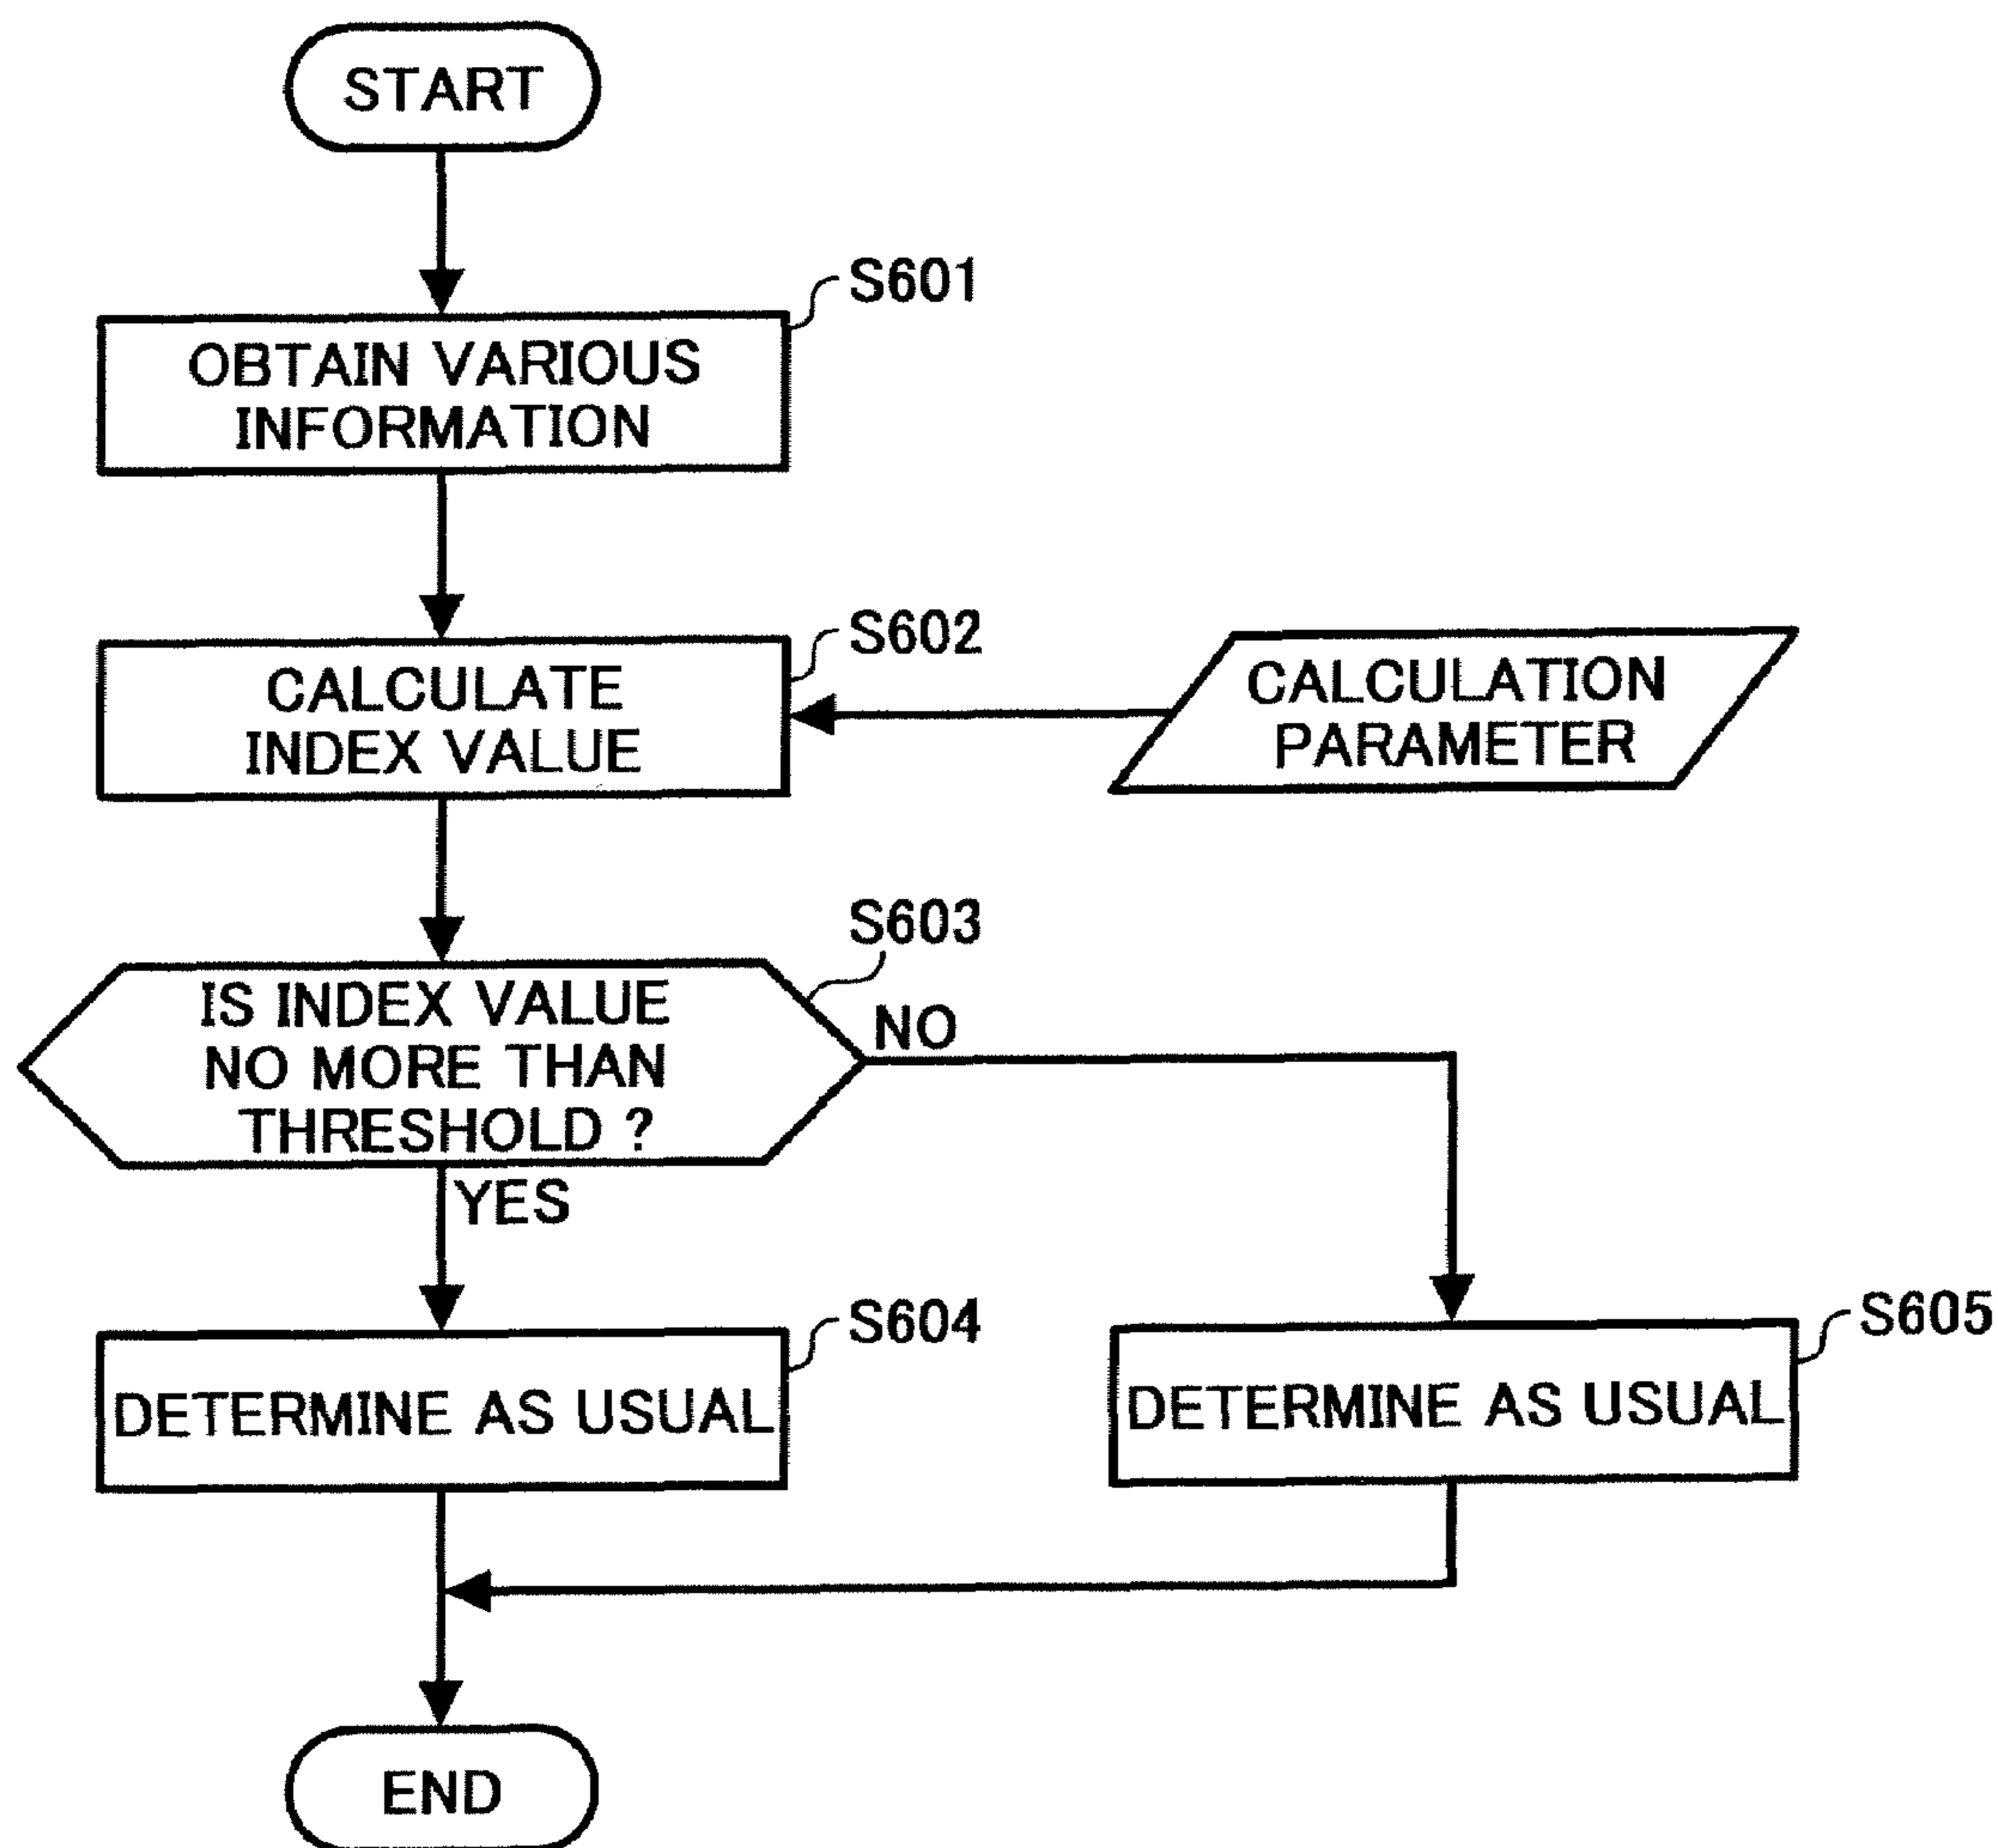 START
S601
OBTAIN VARIOUS
INFORMATION
S602
CALCULATE
INDEX VALUE
CALCULATION
PARAMETER
S603
IS INDEX VALUE
NO MORE THAN
THRESHOLD ?
NO
YES
S604
DETERMINE AS USUAL
S605
DETERMINE AS USUAL
END